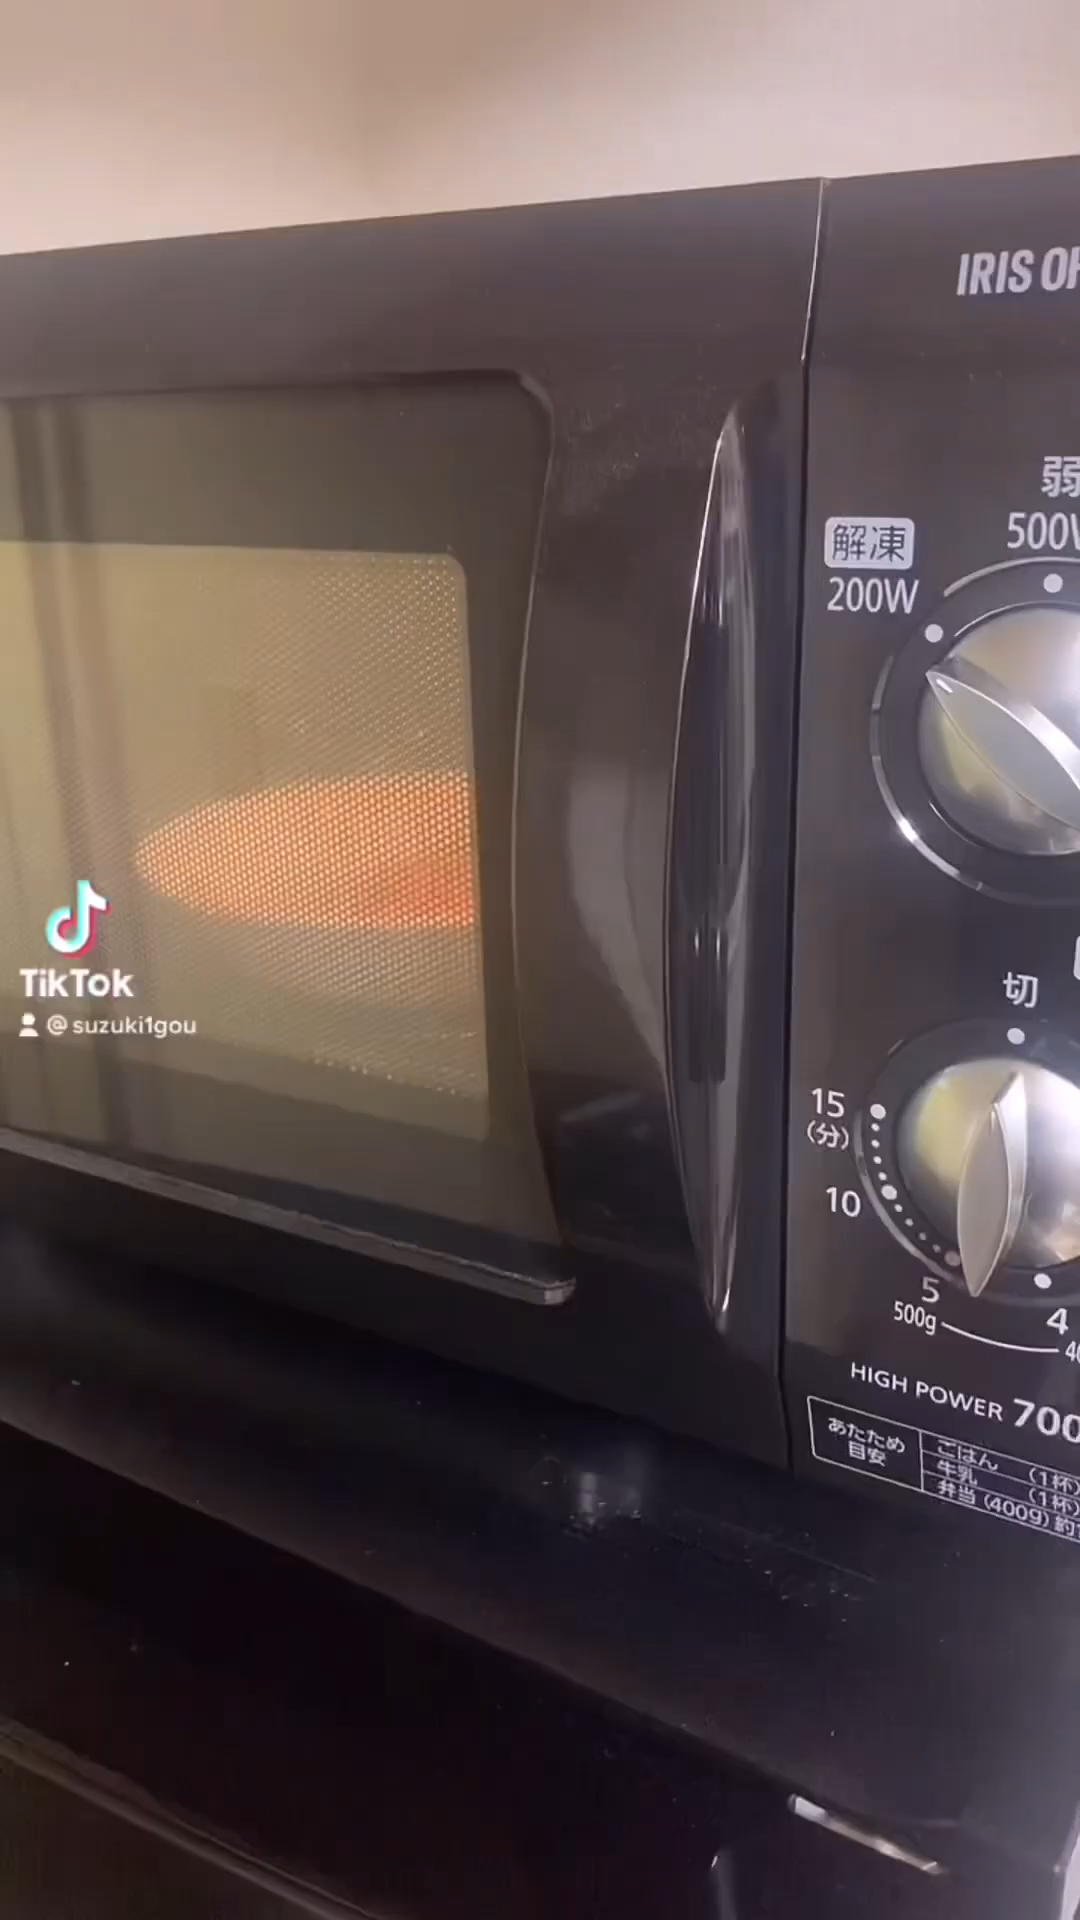 IRIS OH
弱
500W
解凍
200W
切
15
(分)
10
5
500g
4
HIGH POWER 700
あたため
目安
ごはん (1杯)
牛乳 (1杯)
弁当 (400g) 約
TikTok
@suzuki1gou